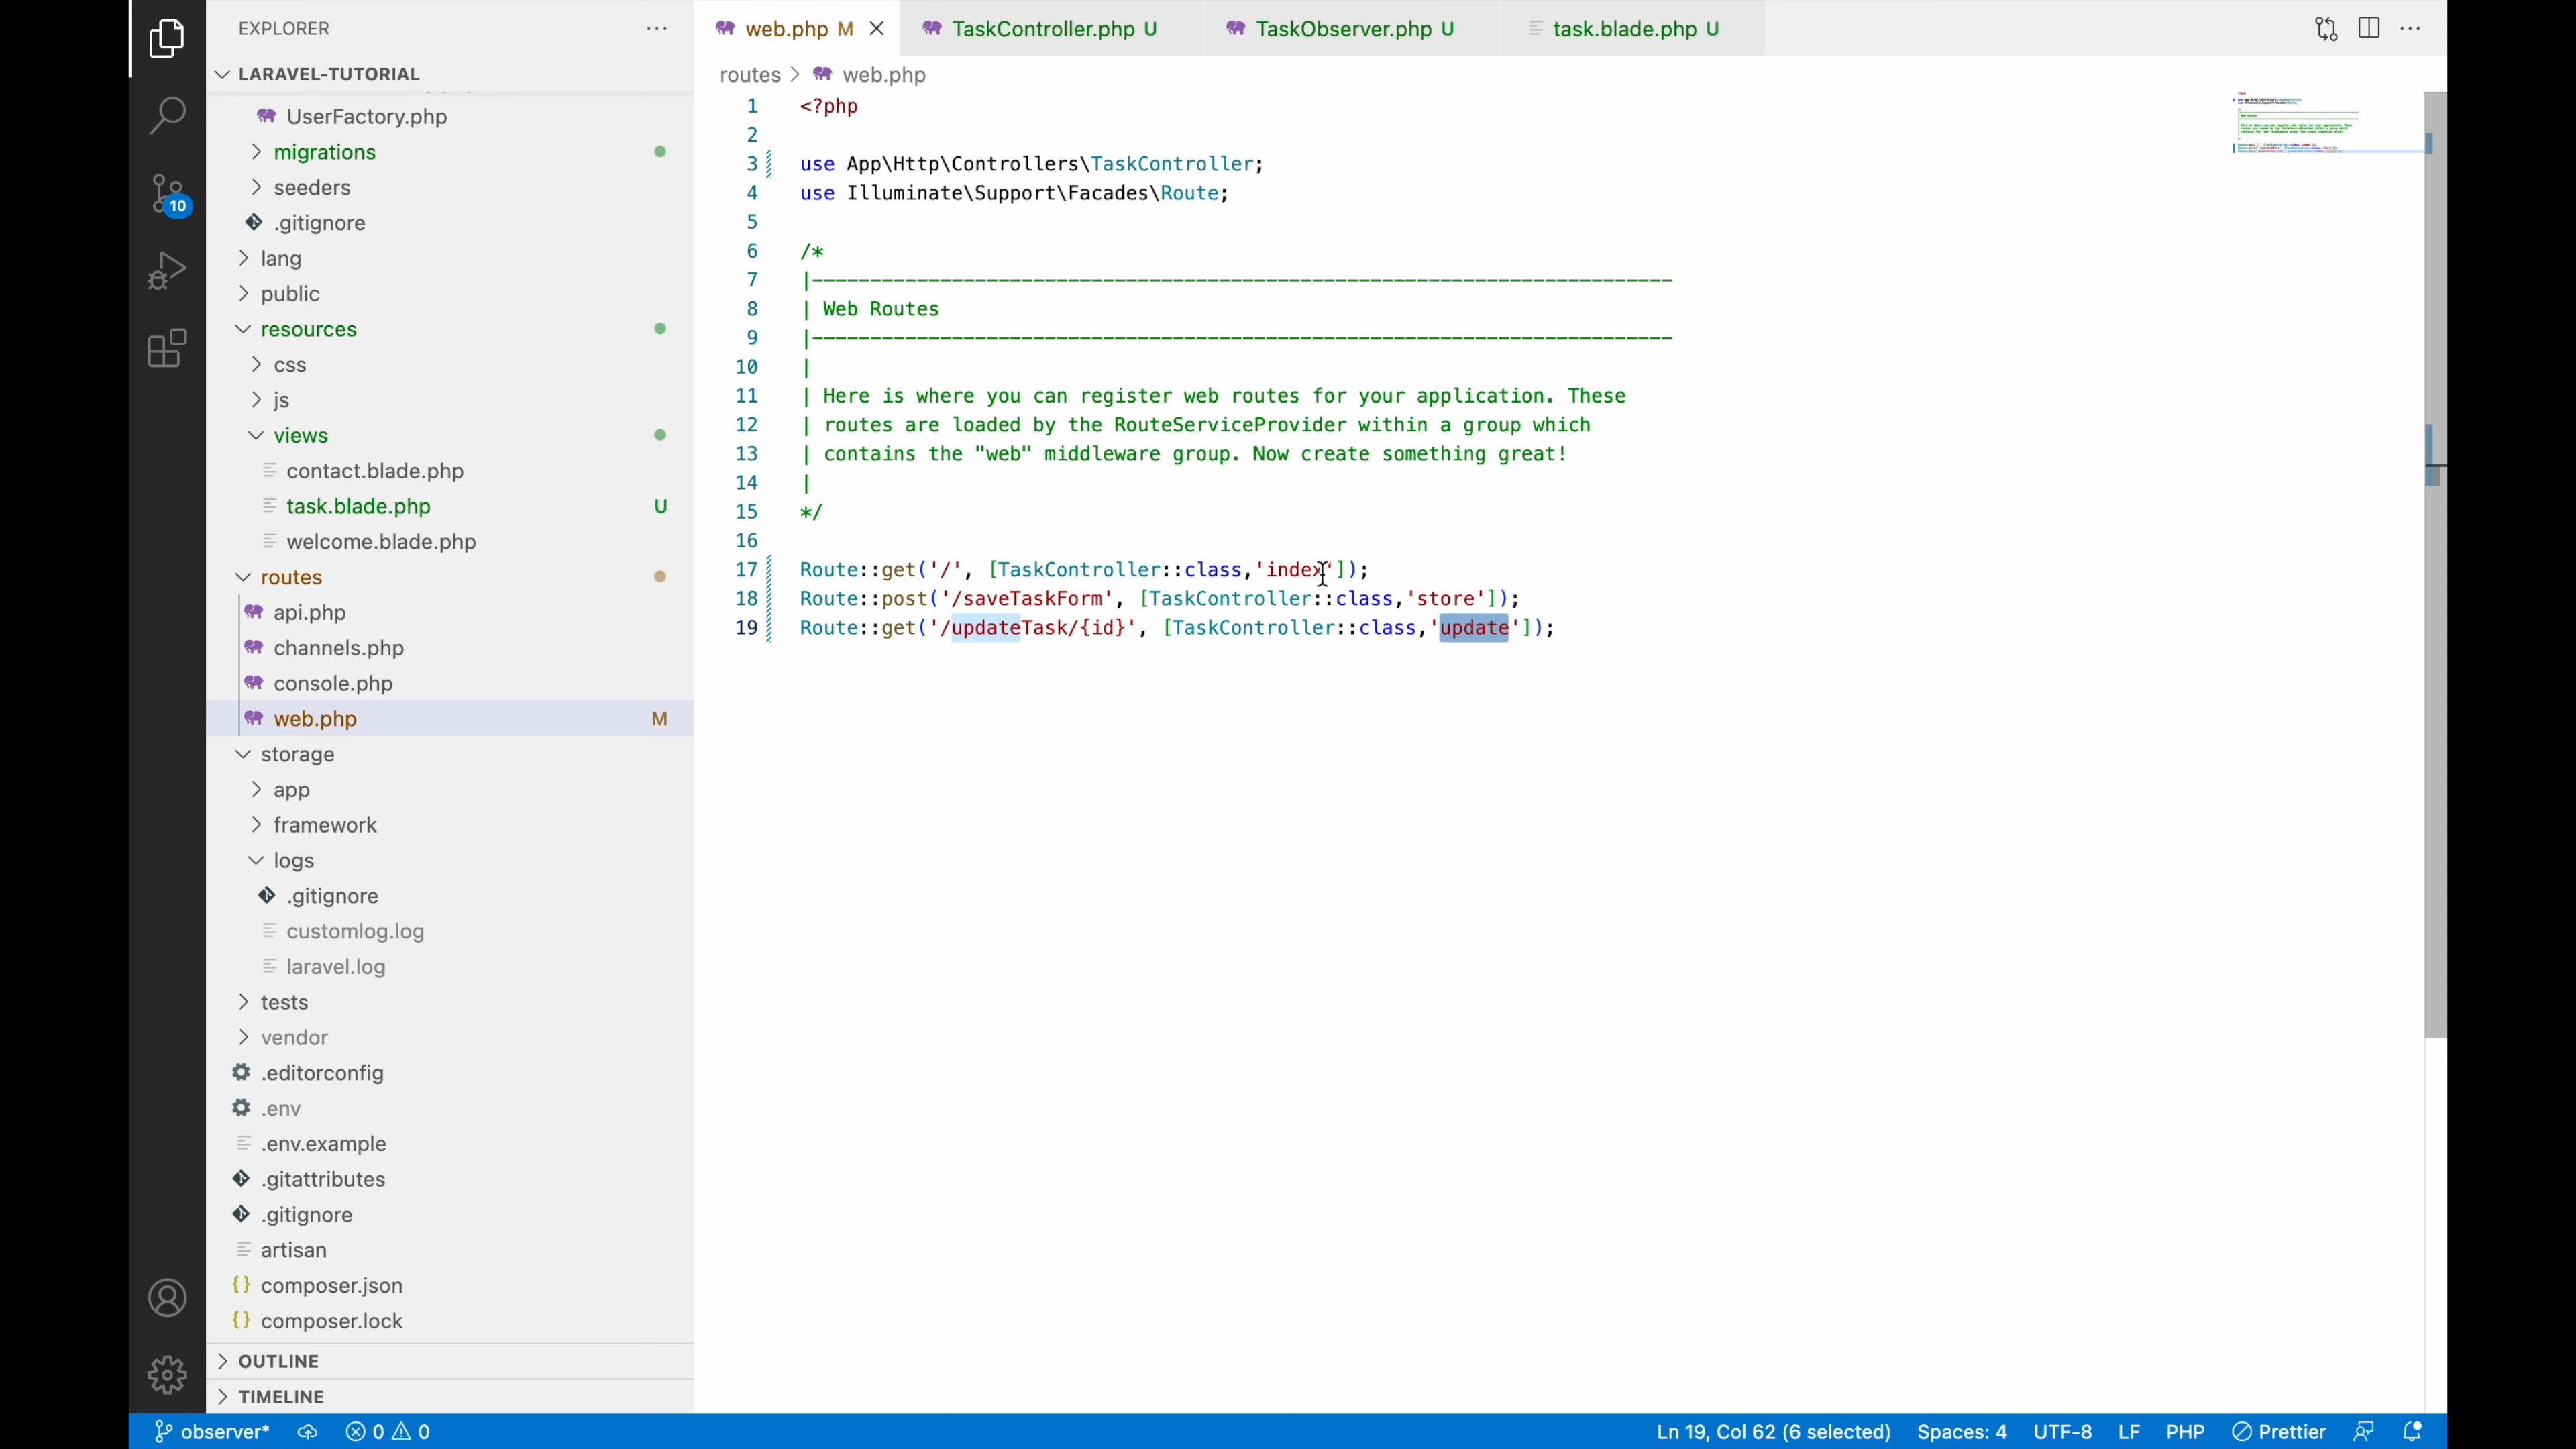 EXPLORER
LARAVEL-TUTORIAL
UserFactory.php
migrations
seeders
.gitignore
lang
public
resources
css
js
views
contact.blade.php
task.blade.php U
welcome.blade.php
routes
api.php
channels.php
console.php
web.php M
storage
app
framework
logs
.gitignore
customlog.log
laravel.log
tests
vendor
.editorconfig
.env
.env.example
.gitattributes
.gitignore
artisan
composer.json
composer.lock
OUTLINE
TIMELINE
10
web.php M TaskController.php U TaskObserver.php U task.blade.php U
routes > web.php
1 <?php
2
3 use App\Http\Controllers\TaskController;
4 use Illuminate\Support\Facades\Route;
5
6 /*
7 |--------------------------------------------------------------------------
8 | Web Routes
9 |--------------------------------------------------------------------------
10 |
11 | Here is where you can register web routes for your application. These
12 | routes are loaded by the RouteServiceProvider within a group which
13 | contains the "web" middleware group. Now create something great!
14 |
15 */
16
17 Route::get('/', [TaskController::class,'index']);
18 Route::post('/saveTaskForm', [TaskController::class,'store']);
19 Route::get('/updateTask/{id}', [TaskController::class,'update']);
observer* 0 0 Ln 19, Col 62 (6 selected) Spaces: 4 UTF-8 LF PHP Prettier